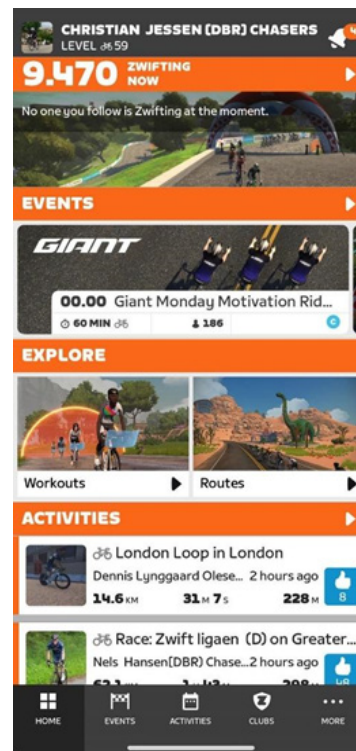 CHRISTIAN JESSEN [DBR] CHASERS
LEVEL 59
9.470 ZWIFTING NOW
No one you follow is Zwifting at the moment.
EVENTS
GIANT
00.00 Giant Monday Motivation Rid...
60 MIN 186 C
EXPLORE
Workouts Routes
ACTIVITIES
London Loop in London
Dennis Lynggaard Olese... 2 hours ago
14.6 KM 31 M 7 S 228 M 8
Race: Zwift ligaen (D) on Greater...
Nels Hansen[DBR] Chase... 2 hours ago
HOME EVENTS ACTIVITIES CLUBS MORE